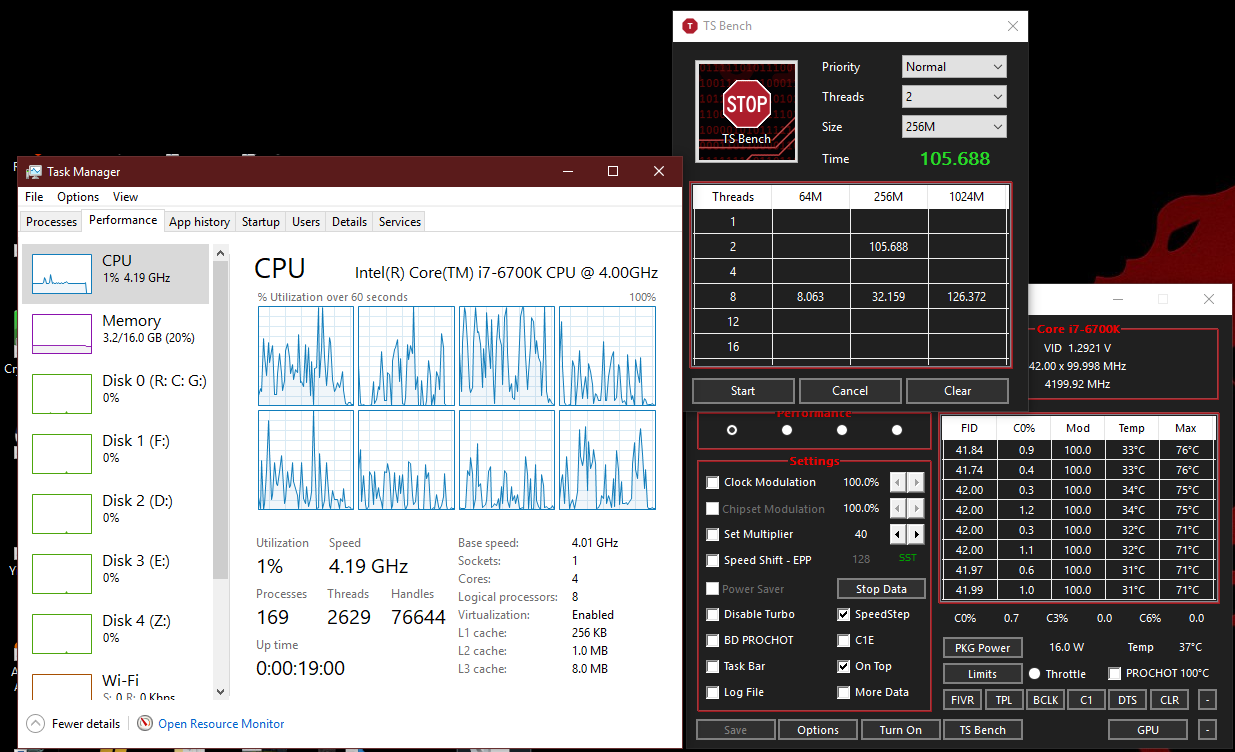 TS Bench
Priority Normal
Threads 2
Size 256M
Time 105.688
STOP
TS Bench
Threads 64M 256M 1024M
1
2 105.688
4
8 8.063 32.159 126.372
12
16
Start Cancel Clear
Task Manager
File Options View
Processes Performance App history Startup Users Details Services
CPU
1% 4.19 GHz
Memory
3.2/16.0 GB (20%)
Disk 0 (R: C: G:)
0%
Disk 1 (F:)
0%
Disk 2 (D:)
0%
Disk 3 (E:)
0%
Disk 4 (Z:)
0%
Wi-Fi
S: 0 R: 0 Kbps
CPU Intel(R) Core(TM) i7-6700K CPU @ 4.00GHz
% Utilization over 60 seconds 100%
Utilization Speed
1% 4.19 GHz
Processes Threads Handles
169 2629 76644
Up time
0:00:19:00
Base speed: 4.01 GHz
Sockets: 1
Cores: 4
Logical processors: 8
Virtualization: Enabled
L1 cache: 256 KB
L2 cache: 1.0 MB
L3 cache: 8.0 MB
Fewer details Open Resource Monitor
Core i7-6700K
VID 1.2921 V
42.00 x 99.998 MHz
4199.92 MHz
Performance
Settings
Clock Modulation 100.0%
Chipset Modulation 100.0%
Set Multiplier 40
Speed Shift - EPP 128 SST
Power Saver Stop Data
Disable Turbo SpeedStep
BD PROCHOT C1E
Task Bar On Top
Log File More Data
FID C0% Mod Temp Max
41.84 0.9 100.0 33°C 76°C
41.74 0.4 100.0 33°C 76°C
42.00 0.3 100.0 34°C 75°C
42.00 1.2 100.0 34°C 75°C
42.00 0.3 100.0 32°C 71°C
42.00 1.1 100.0 32°C 71°C
41.97 0.6 100.0 31°C 71°C
41.99 1.0 100.0 31°C 71°C
C0% 0.7 C3% 0.0 C6% 0.0
PKG Power 16.0 W Temp 37°C
Limits Throttle PROCHOT 100°C
FIVR TPL BCLK C1 DTS CLR -
Save Options Turn On TS Bench GPU -